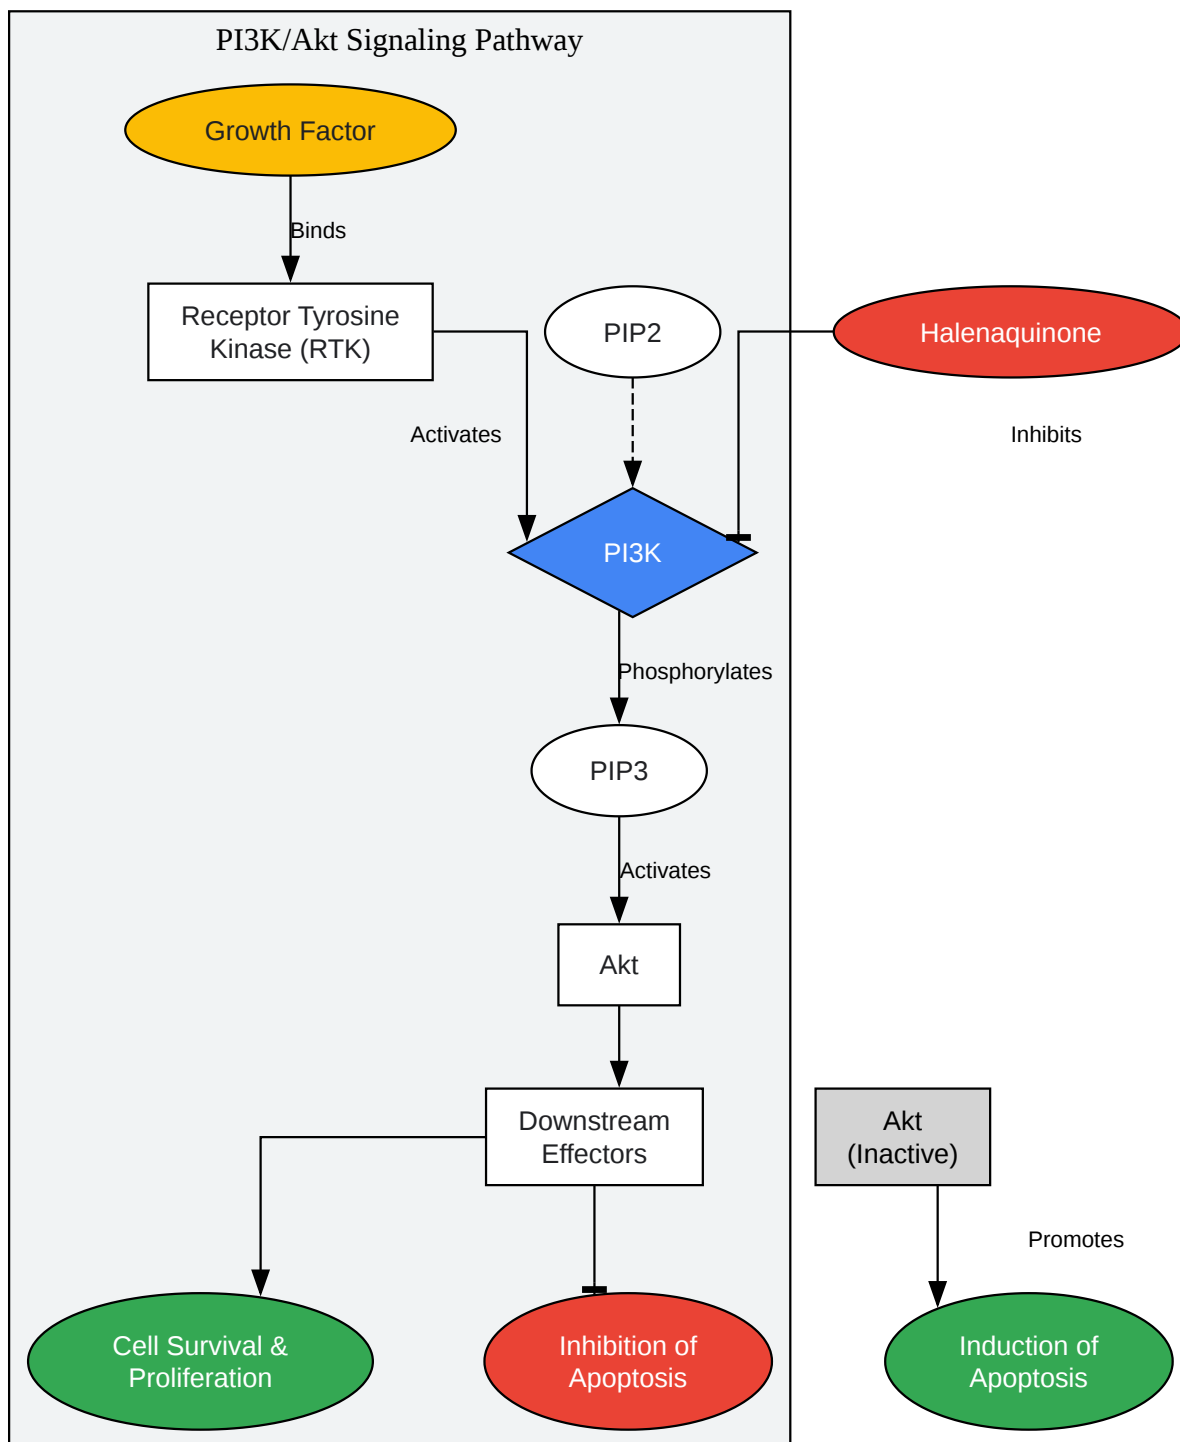 PI3K/Akt Signaling Pathway
Growth Factor
Binds
Receptor Tyrosine
Kinase (RTK)
PIP2
Halenaquinone
Activates
Inhibits
PI3K
Phosphorylates
PIP3
Activates
Akt
Downstream
Effectors
Akt
(Inactive)
Promotes
Cell Survival &
Proliferation
Inhibition of
Apoptosis
Induction of
Apoptosis